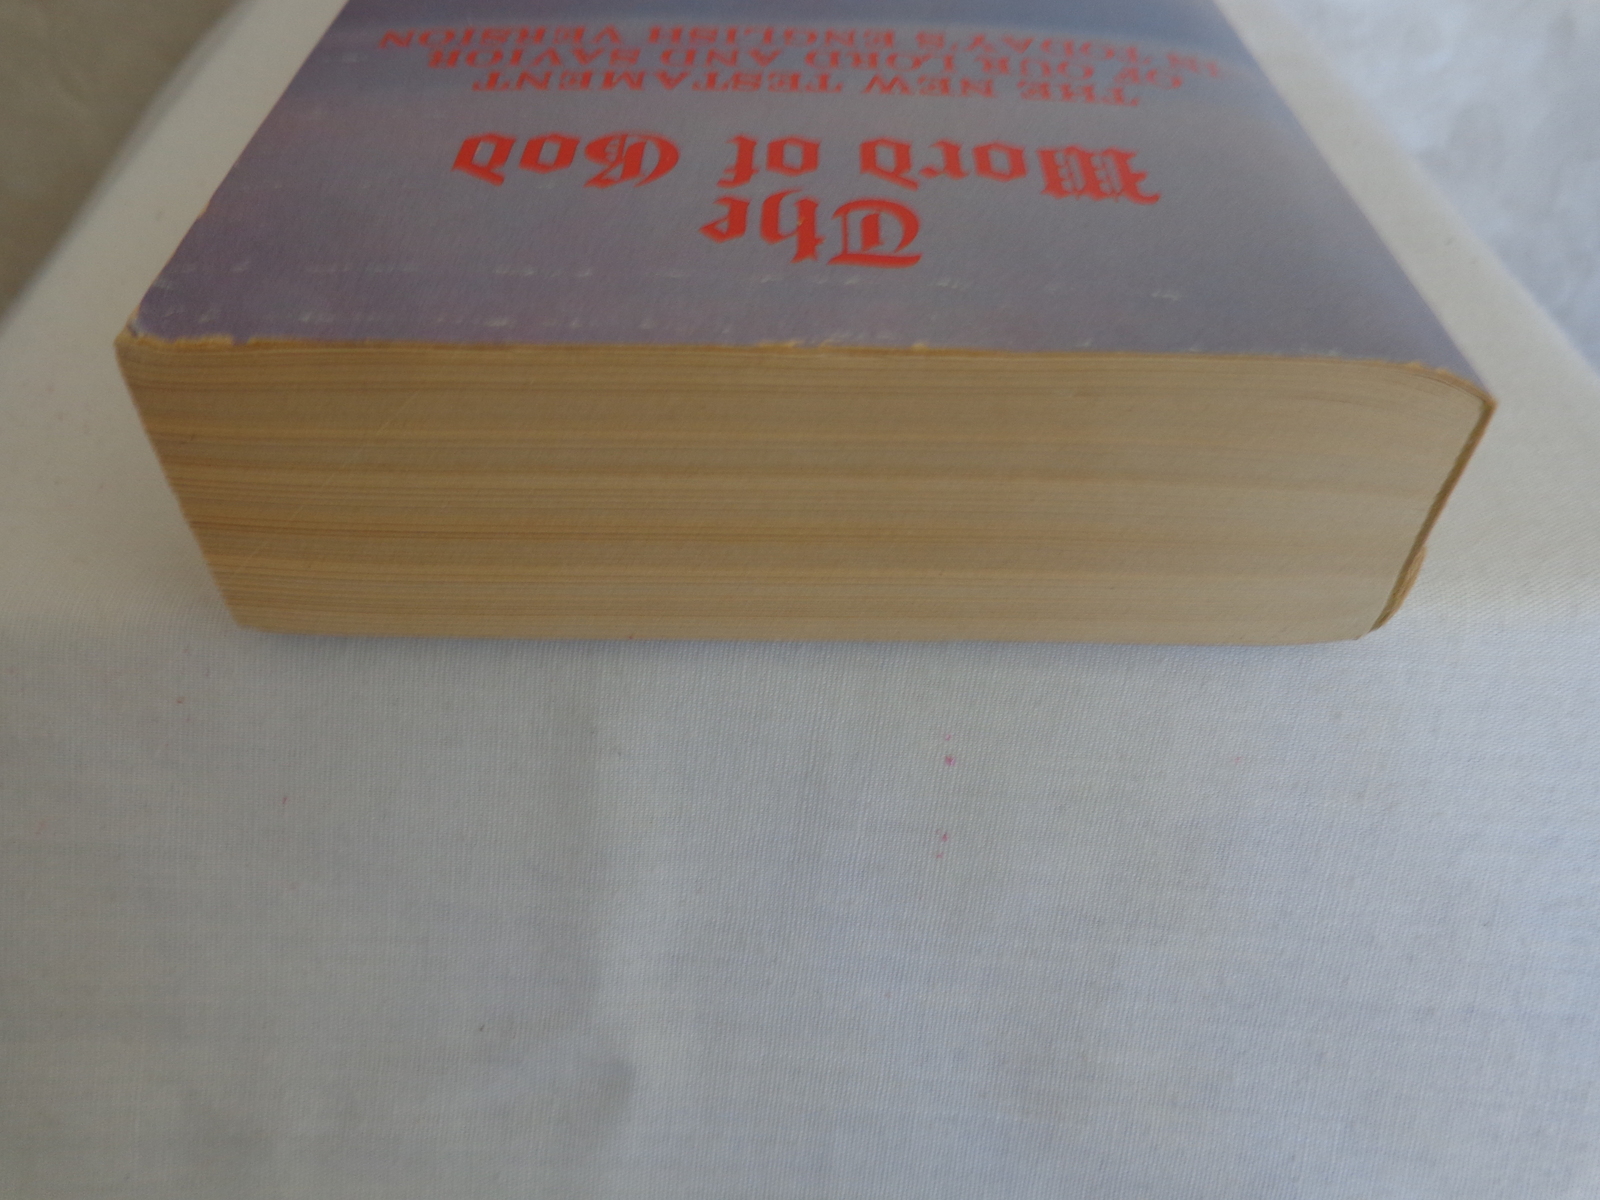 The
Word of God
THE NEW TESTAMENT
OF OUR LORD AND SAVIOR
IN TODAY'S ENGLISH VERSION